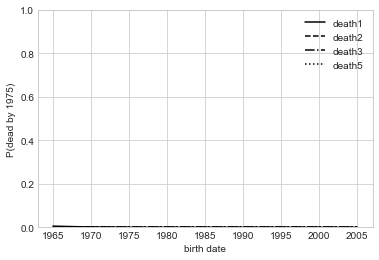 1.0
0.8
0.6
0.4
0.2
0.0
P(dead by 1975)
death1
death2
death3
death5
1965 1970 1975 1980 1985 1990 1995 2000 2005
birth date